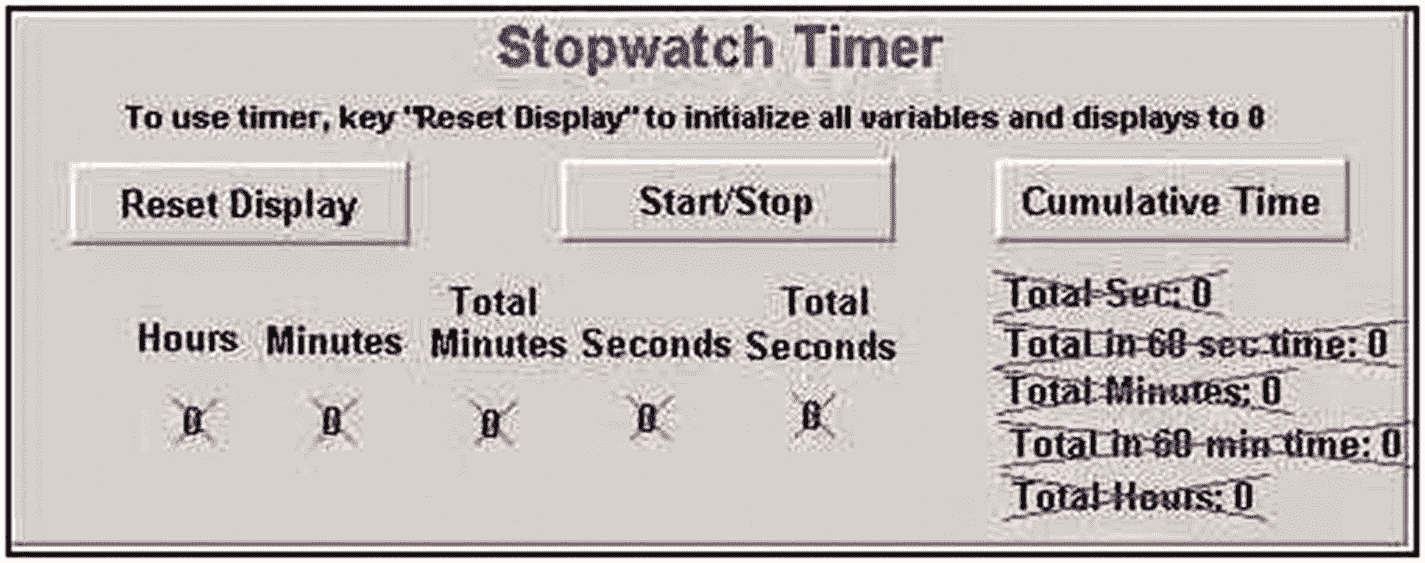 Stopwatch Timer
To use timer, key "Reset Display" to initialize all variables and displays to 0
Reset Display
Start/Stop
Cumulative Time
Hours Minutes Total Minutes Seconds Total Seconds
0 0 0 0 0
Total Sec: 0
Total in 60 sec time: 0
Total Minutes: 0
Total in 60 min time: 0
Total Hours: 0